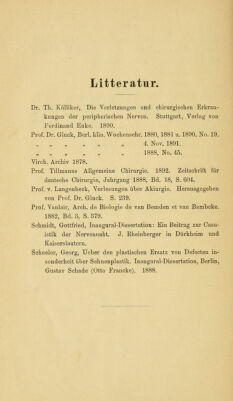 Litteratur.
Dr. Th. Kölliker, Die Verletzungen und chirurgischen Erkran-
kungen der peripherischen Nerven. Stuttgart, Verlag von
Ferdinand Enke. 1890.
Prof. Dr. Gluck, Berl. klin. Wochenschr. 1880, 1881 u. 1890, No. 19.
„ „ „ „ „ 4. Nov. 1891.
„ „ „ „ „ 1888, No. 45.
Virch. Archiv 1878.
Prof. Tillmanns Allgemeine Chirurgie. 1892. Zeitschrift für
deutsche Chirurgie, Jahrgang 1888, Bd. 18, S. 604.
Prof. v. Langenbeck, Vorlesungen über Akiurgie. Herausgegeben
von Prof. Dr. Gluck. S. 239.
Prof. Vanlair, Arch. de Biologie de van Bemden et van Bembcke.
1882, Bd. 3, S. 379.
Schmidt, Gottfried, Inaugural-Dissertation: Ein Beitrag zur Casu-
istik der Nervennaht. J. Rheinberger in Dürkheim und
Kaiserslautern.
Schneler, Georg, Ueber den plastischen Ersatz von Defecten in-
sonderheit über Sehnenplastik. Inaugural-Dissertation, Berlin,
Gustav Schade (Otto Francke). 1888.